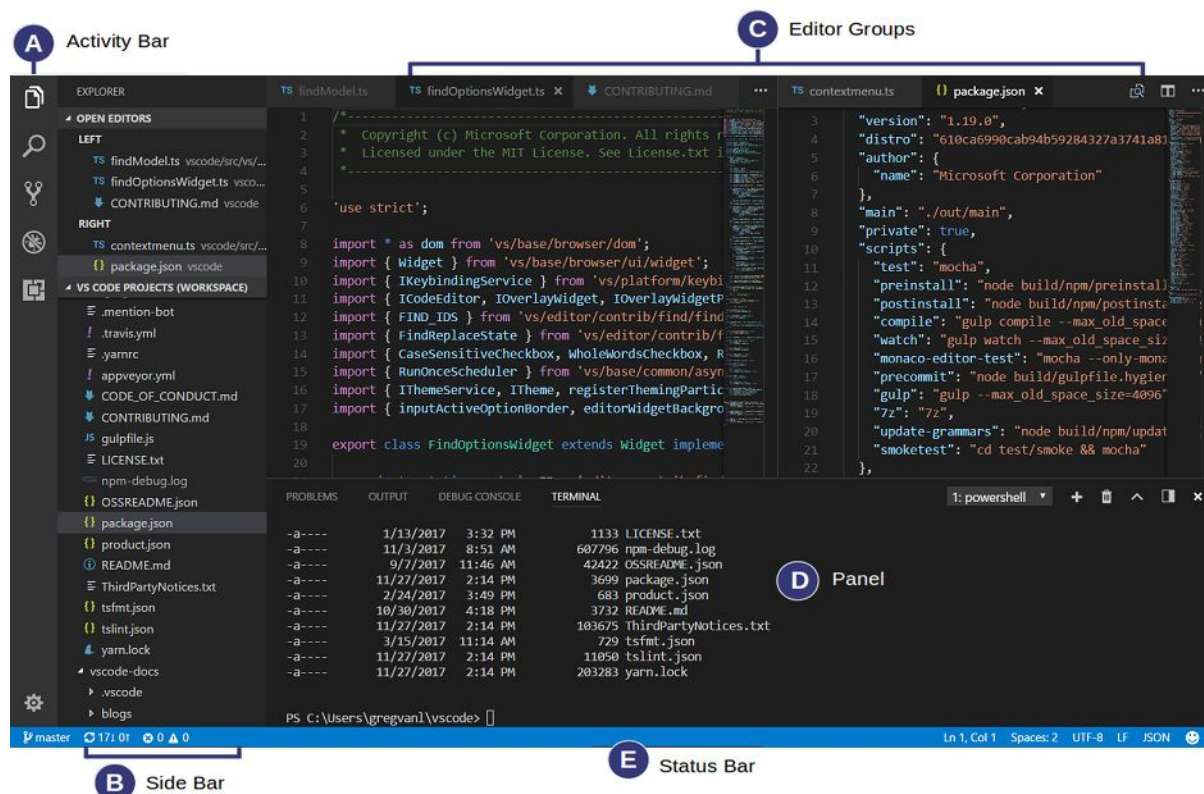 A Activity Bar
C Editor Groups
EXPLORER
OPEN EDITORS
LEFT
TS findModel.ts vscode/src/vs/...
TS findOptionsWidget.ts vsco...
CONTRIBUTING.md vscode
RIGHT
TS contextmenu.ts vscode/src/...
{} package.json vscode
VS CODE PROJECTS (WORKSPACE)
.mention-bot
! .travis.yml
.yarnrc
! appveyor.yml
CODE_OF_CONDUCT.md
CONTRIBUTING.md
JS gulpfile.js
LICENSE.txt
npm-debug.log
{} OSSREADME.json
{} package.json
{} product.json
README.md
ThirdPartyNotices.txt
{} tsfmt.json
{} tslint.json
yarn.lock
vscode-docs
.vscode
blogs
TS findModel.ts TS findOptionsWidget.ts × CONTRIBUTING.md ...
1 /*--------------------------------------------------
2 * Copyright (c) Microsoft Corporation. All rights r
3 * Licensed under the MIT License. See License.txt i
4 *--------------------------------------------------
5
6 'use strict';
7
8 import * as dom from 'vs/base/browser/dom';
9 import { Widget } from 'vs/base/browser/ui/widget';
10 import { IKeybindingService } from 'vs/platform/keybi
11 import { ICodeEditor, IOverlayWidget, IOverlayWidgetP
12 import { FIND_IDS } from 'vs/editor/contrib/find/find
13 import { FindReplaceState } from 'vs/editor/contrib/f
14 import { CaseSensitiveCheckbox, WholeWordsCheckbox, R
15 import { RunOnceScheduler } from 'vs/base/common/asyn
16 import { IThemeService, ITheme, registerThemingPartic
17 import { inputActiveOptionBorder, editorWidgetBackgro
18
19 export class FindOptionsWidget extends Widget impleme
20
TS contextmenu.ts {} package.json × ...
3 "version": "1.19.0",
4 "distro": "610ca6990cab94b59284327a3741a81
5 "author": {
6 "name": "Microsoft Corporation"
7 },
8 "main": "./out/main",
9 "private": true,
10 "scripts": {
11 "test": "mocha",
12 "preinstall": "node build/npm/preinstall
13 "postinstall": "node build/npm/postinsta
14 "compile": "gulp compile --max_old_space
15 "watch": "gulp watch --max_old_space_siz
16 "monaco-editor-test": "mocha --only-mona
17 "precommit": "node build/gulpfile.hygien
18 "gulp": "gulp --max_old_space_size=4096"
19 "7z": "7z",
20 "update-grammars": "node build/npm/updat
21 "smoketest": "cd test/smoke && mocha"
22 },
PROBLEMS OUTPUT DEBUG CONSOLE TERMINAL 1: powershell
-a---- 1/13/2017 3:32 PM 1133 LICENSE.txt
-a---- 11/3/2017 8:51 AM 607796 npm-debug.log
-a---- 9/7/2017 11:46 AM 42422 OSSREADME.json
-a---- 11/27/2017 2:14 PM 3699 package.json
-a---- 2/24/2017 3:49 PM 683 product.json
-a---- 10/30/2017 4:18 PM 3732 README.md
-a---- 11/27/2017 2:14 PM 103675 ThirdPartyNotices.txt
-a---- 3/15/2017 11:14 AM 729 tsfmt.json
-a---- 11/27/2017 2:14 PM 11050 tslint.json
-a---- 11/27/2017 2:14 PM 203283 yarn.lock
PS C:\Users\gregvanl\vscode>
D Panel
master 17↓ 0↑ 0 0 Ln 1, Col 1 Spaces: 2 UTF-8 LF JSON
B Side Bar
E Status Bar